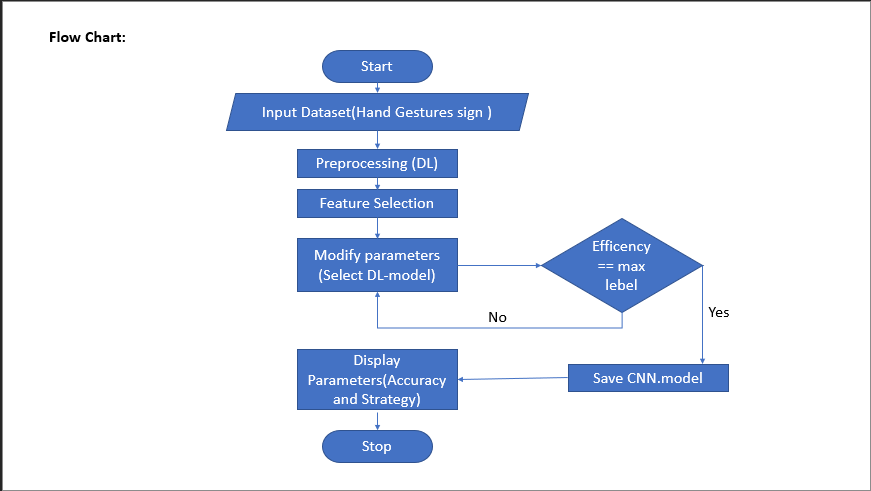 Flow Chart:
Start
Input Dataset(Hand Gestures sign )
Preprocessing (DL)
Feature Selection
Modify parameters
(Select DL-model)
Efficency
== max
lebel
No
Yes
Save CNN.model
Display
Parameters(Accuracy
and Strategy)
Stop